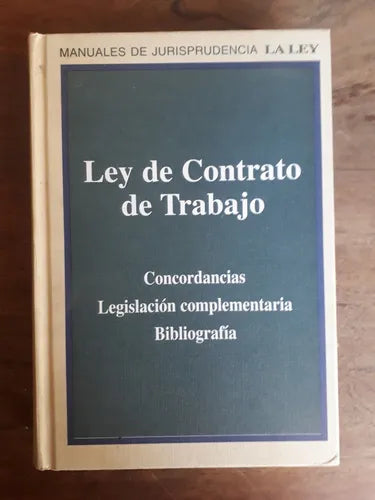 MANUALES DE JURISPRUDENCIA LA LEY
Ley de Contrato
de Trabajo
Concordancias
Legislación complementaria
Bibliografía